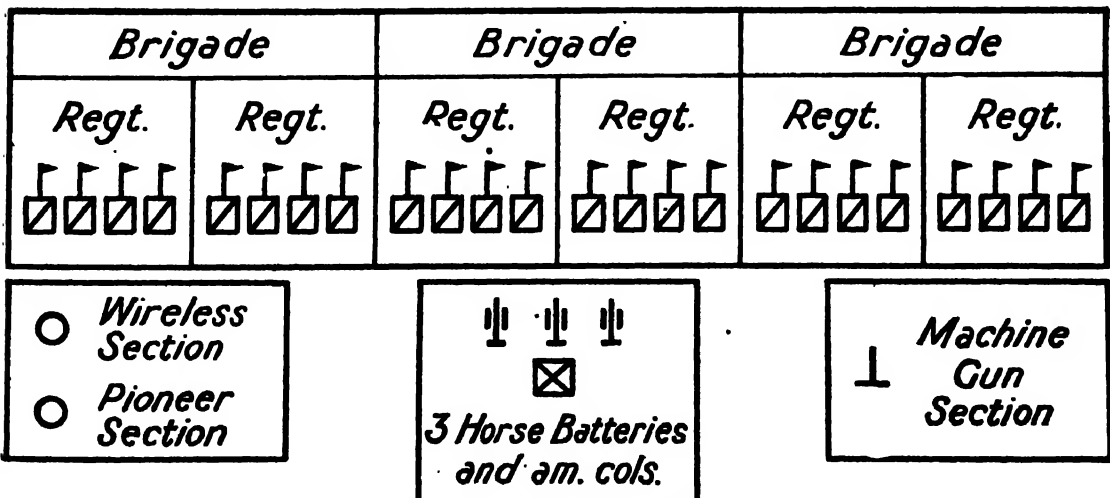 Brigade Brigade Brigade
Regt. Regt. Regt. Regt. Regt. Regt.
Wireless
Section
Pioneer
Section
3 Horse Batteries
and am. cols.
Machine
Gun
Section